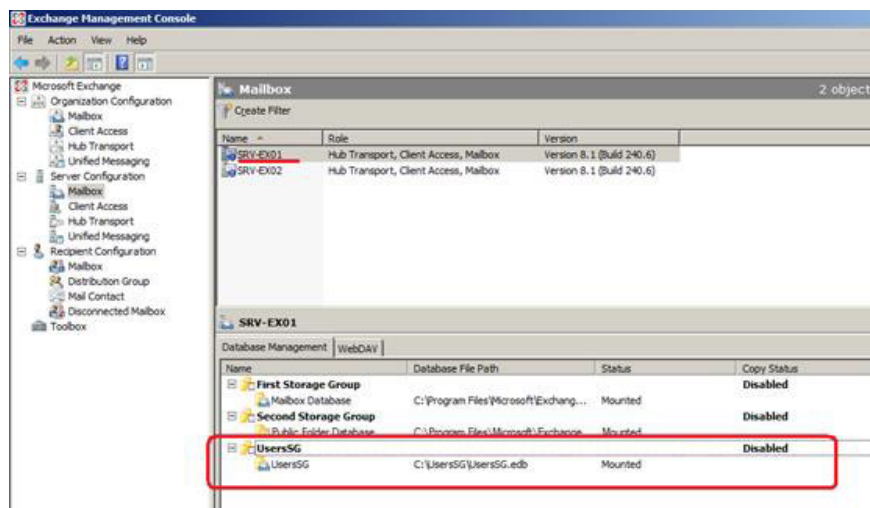 Exchange Management Console
File Action View Help
Microsoft Exchange
Organization Configuration
Mailbox
Client Access
Hub Transport
Unified Messaging
Server Configuration
Mailbox
Client Access
Hub Transport
Unified Messaging
Recipient Configuration
Mailbox
Distribution Group
Mail Contact
Disconnected Mailbox
Toolbox
Mailbox 2 object
Create Filter
Name Role Version
SRV-EX01 Hub Transport, Client Access, Mailbox Version 8.1 (Build 240.6)
SRV-EX02 Hub Transport, Client Access, Mailbox Version 8.1 (Build 240.6)
SRV-EX01
Database Management WebDAV
Name Database File Path Status Copy Status
First Storage Group Disabled
Mailbox Database C:\Program Files\Microsoft\Exchang... Mounted
Second Storage Group Disabled
Public Folder Database C:\Program Files\Microsoft\Exchange Mounted
UsersSG Disabled
UsersSG C:\UsersSG\UsersSG.edb Mounted